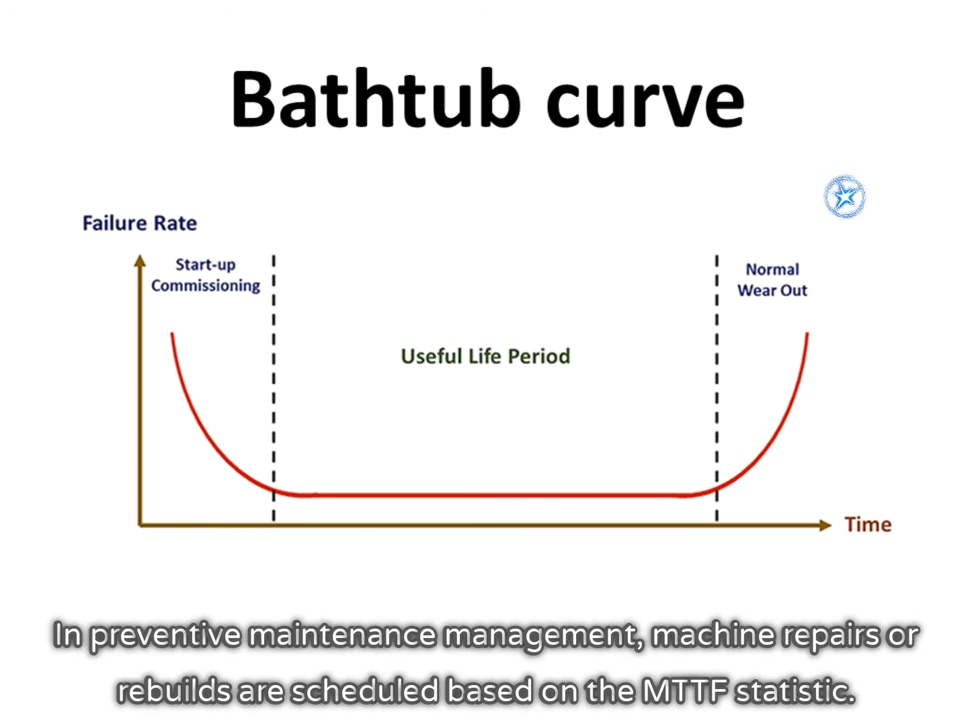 Bathtub curve
Failure Rate
Start-up
Commissioning
Normal
Wear Out
Useful Life Period
Time
In preventive maintenance management, machine repairs or
rebuilds are scheduled based on the MTTF statistic.